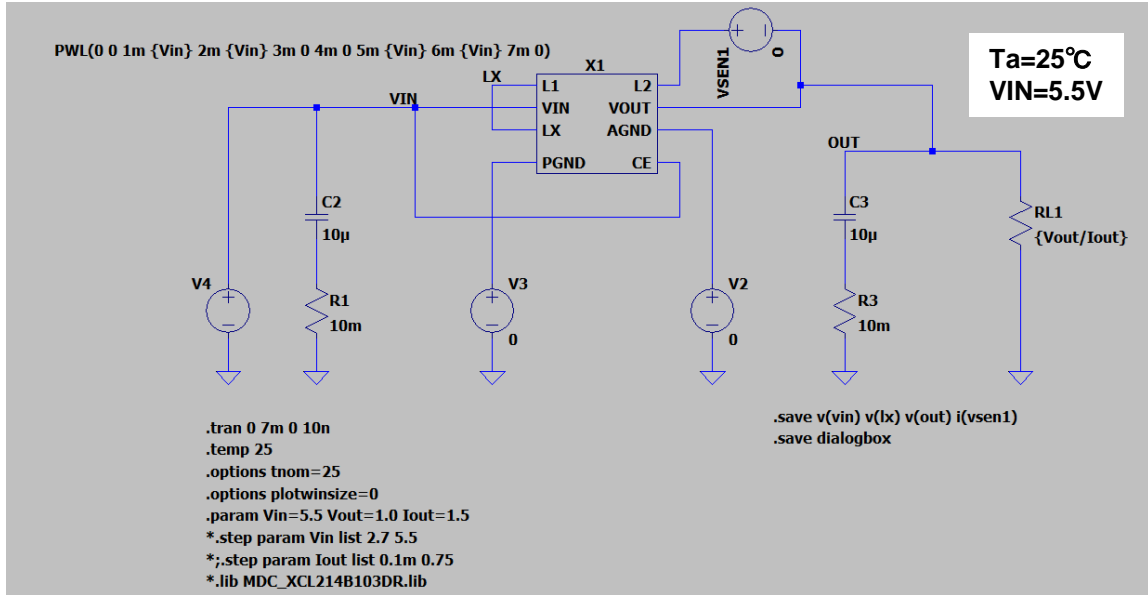 PWL(0 0 1m {Vin} 2m {Vin} 3m 0 4m 0 5m {Vin} 6m {Vin} 7m 0)
VSEN1
0
Ta=25℃
VIN=5.5V
X1
LX
L1
L2
VIN
VIN
VOUT
LX
AGND
PGND
CE
OUT
C2
10µ
C3
10µ
RL1
{Vout/Iout}
V4
R1
10m
V3
0
V2
0
R3
10m
.tran 0 7m 0 10n
.temp 25
.options tnom=25
.options plotwinsize=0
.param Vin=5.5 Vout=1.0 Iout=1.5
*.step param Vin list 2.7 5.5
*;.step param Iout list 0.1m 0.75
*.lib MDC_XCL214B103DR.lib
.save v(vin) v(lx) v(out) i(vsen1)
.save dialogbox